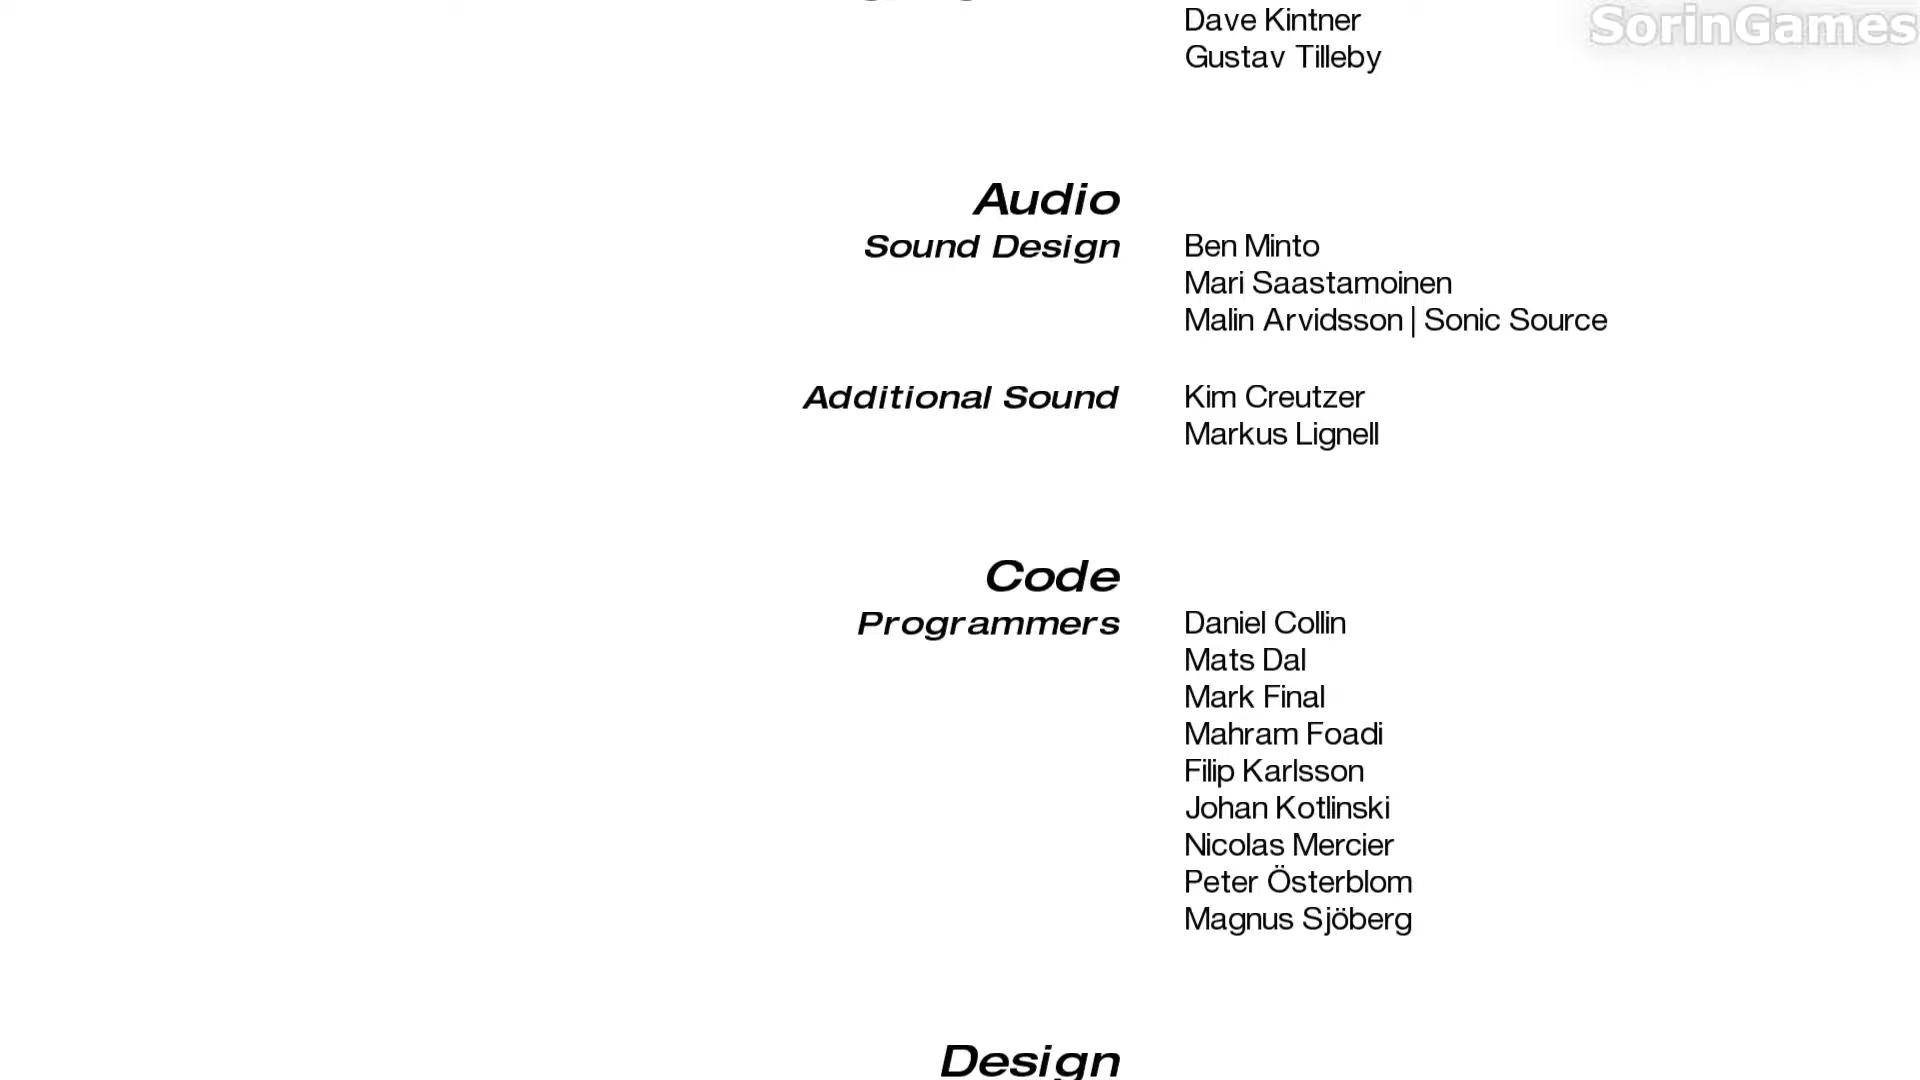 Dave Kintner
Gustav Tilleby
SorinGames
Audio
Sound Design Ben Minto
Mari Saastamoinen
Malin Arvidsson | Sonic Source
Additional Sound Kim Creutzer
Markus Lignell
Code
Programmers Daniel Collin
Mats Dal
Mark Final
Mahram Foadi
Filip Karlsson
Johan Kotlinski
Nicolas Mercier
Peter Österblom
Magnus Sjöberg
Design